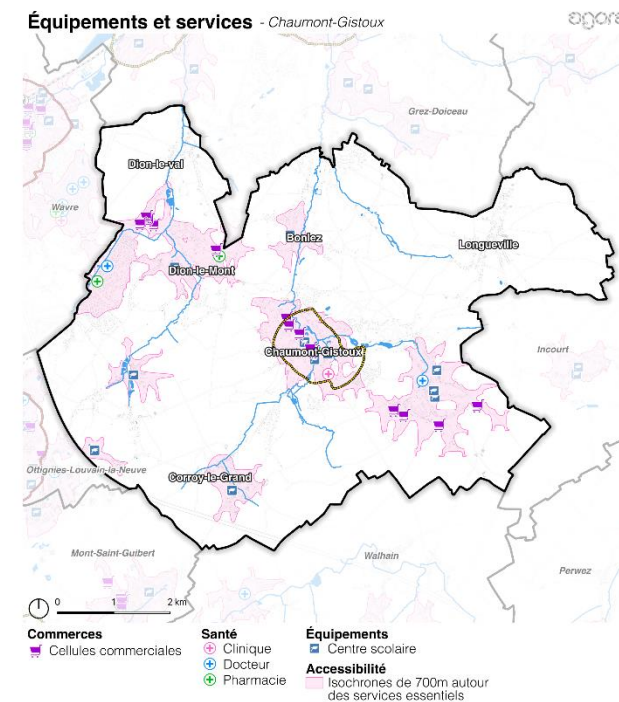 Équipements et services - Chaumont-Gistoux
agora
Grez-Doiceau
Dion-le-val
Wavre
Bonlez
Longueville
Dion-le-Mont
Chaumont-Gistoux
Incourt
Ottignies-Louvain-la-Neuve
Corroy-le-Grand
Mont-Saint-Guibert
Walhain
Perwez
0 1 2 km
Commerces
Cellules commerciales
Santé
Clinique
Docteur
Pharmacie
Équipements
Centre scolaire
Accessibilité
Isochrones de 700m autour
des services essentiels